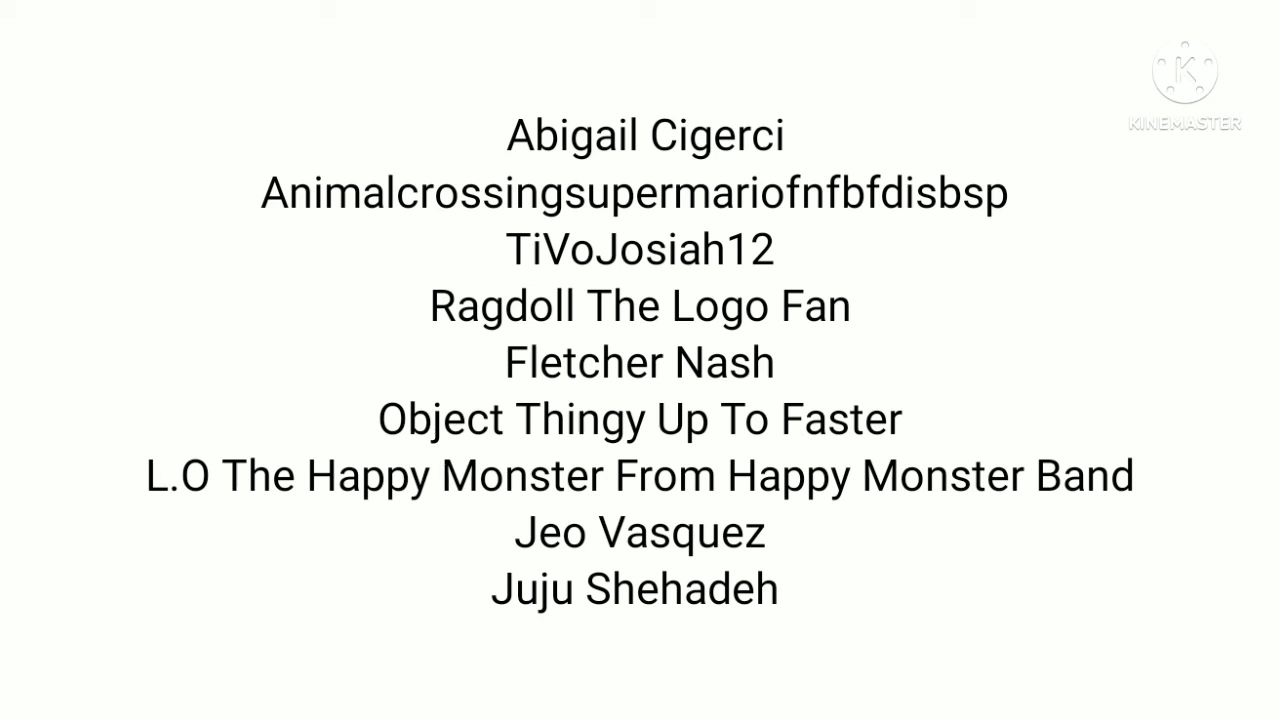 KINEMASTER
Abigail Cigerci
Animalcrossingsupermariofnfbfdisbsp
TiVoJosiah12
Ragdoll The Logo Fan
Fletcher Nash
Object Thingy Up To Faster
L.O The Happy Monster From Happy Monster Band
Jeo Vasquez
Juju Shehadeh